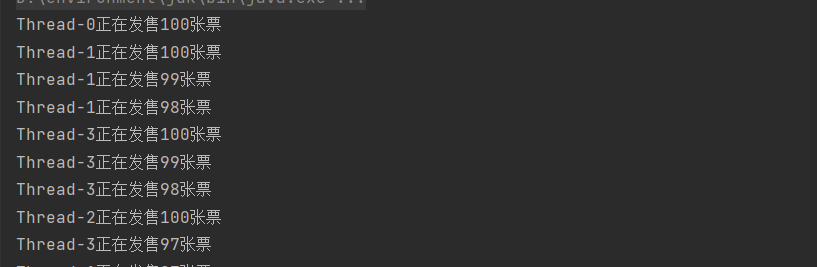 D:\environment\jdk\bin\java.exe ...
Thread-0正在发售100张票
Thread-1正在发售100张票
Thread-1正在发售99张票
Thread-1正在发售98张票
Thread-3正在发售100张票
Thread-3正在发售99张票
Thread-3正在发售98张票
Thread-2正在发售100张票
Thread-3正在发售97张票